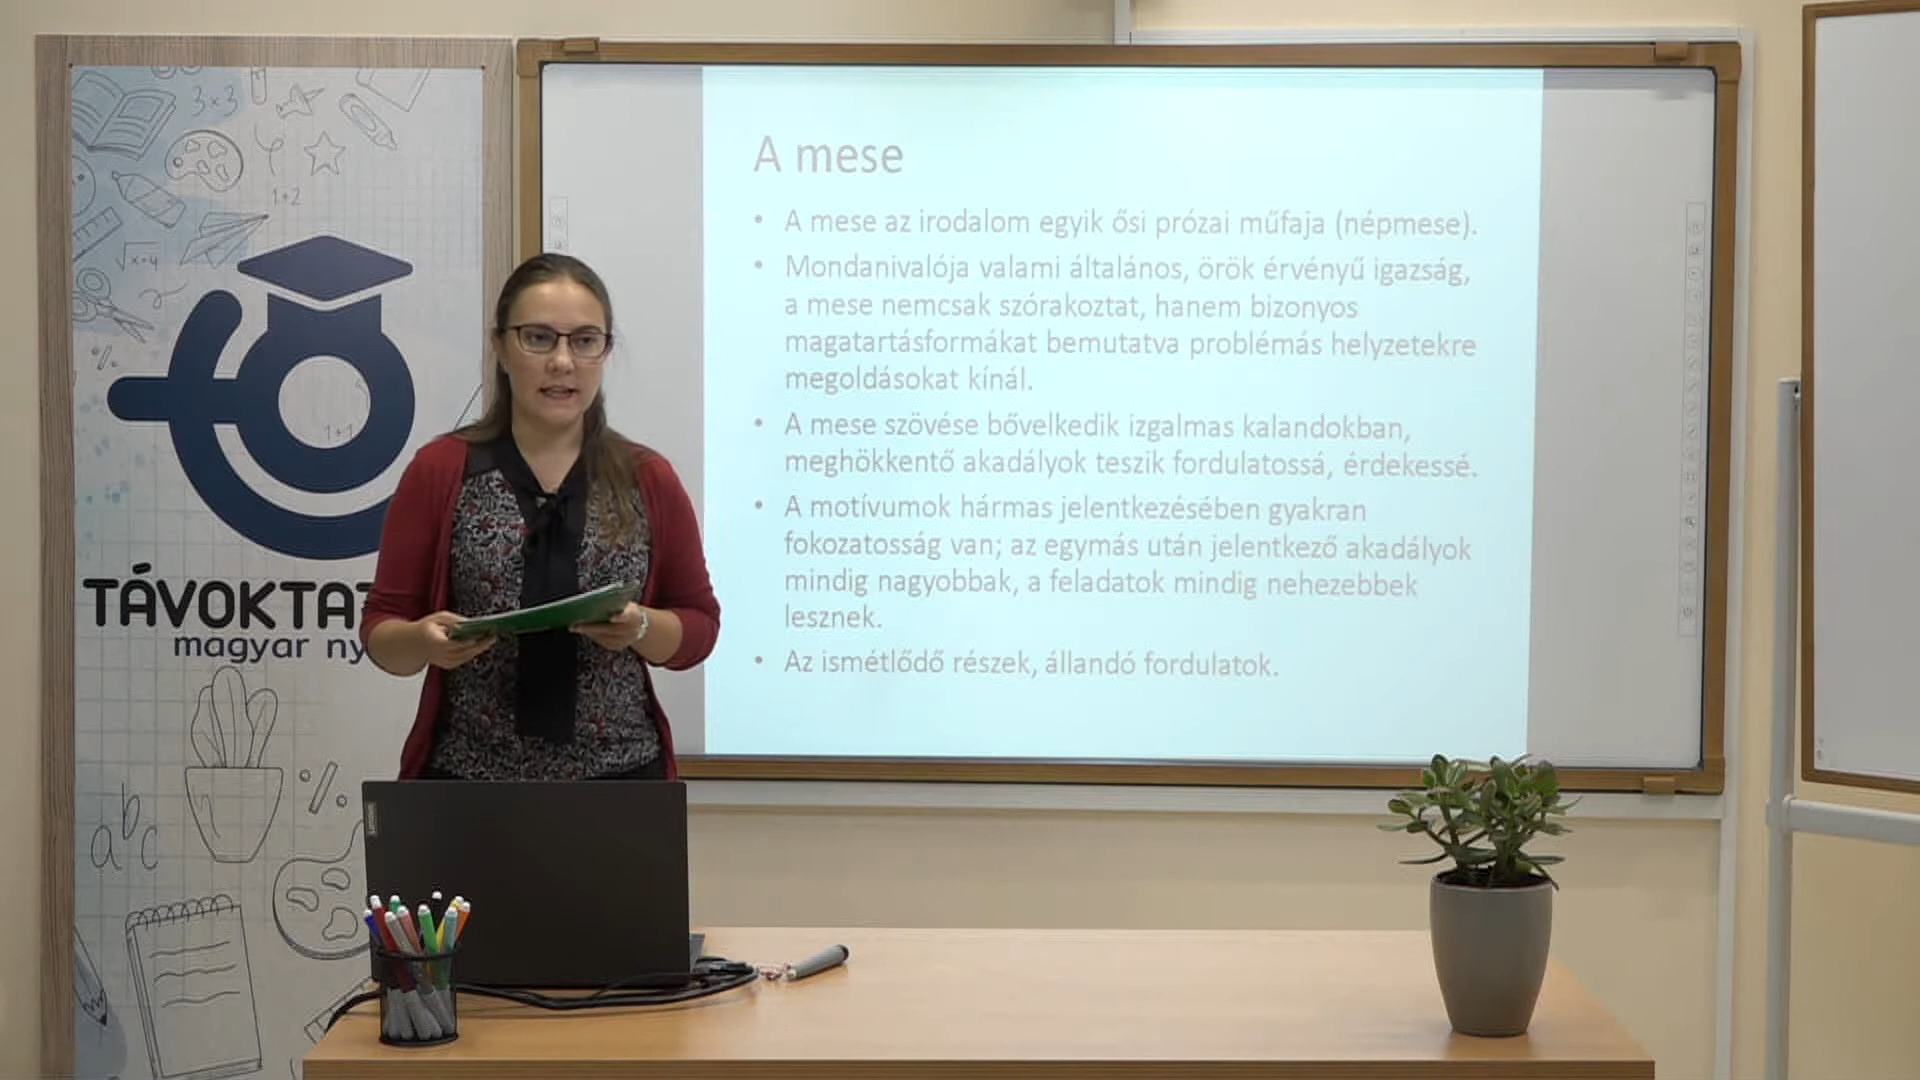 3×3
1+2
√x=4
1+1
TÁVOKTA
magyar ny
abc
A mese
• A mese az irodalom egyik ősi prózai műfaja (népmese).
• Mondanivalója valami általános, örök érvényű igazság,
a mese nemcsak szórakoztat, hanem bizonyos
magatartásformákat bemutatva problémás helyzetekre
megoldásokat kínál.
• A mese szövése bővelkedik izgalmas kalandokban,
meghökkentő akadályok teszik fordulatossá, érdekessé.
• A motívumok hármas jelentkezésében gyakran
fokozatosság van; az egymás után jelentkező akadályok
mindig nagyobbak, a feladatok mindig nehezebbek
lesznek.
• Az ismétlődő részek, állandó fordulatok.
Lenovo